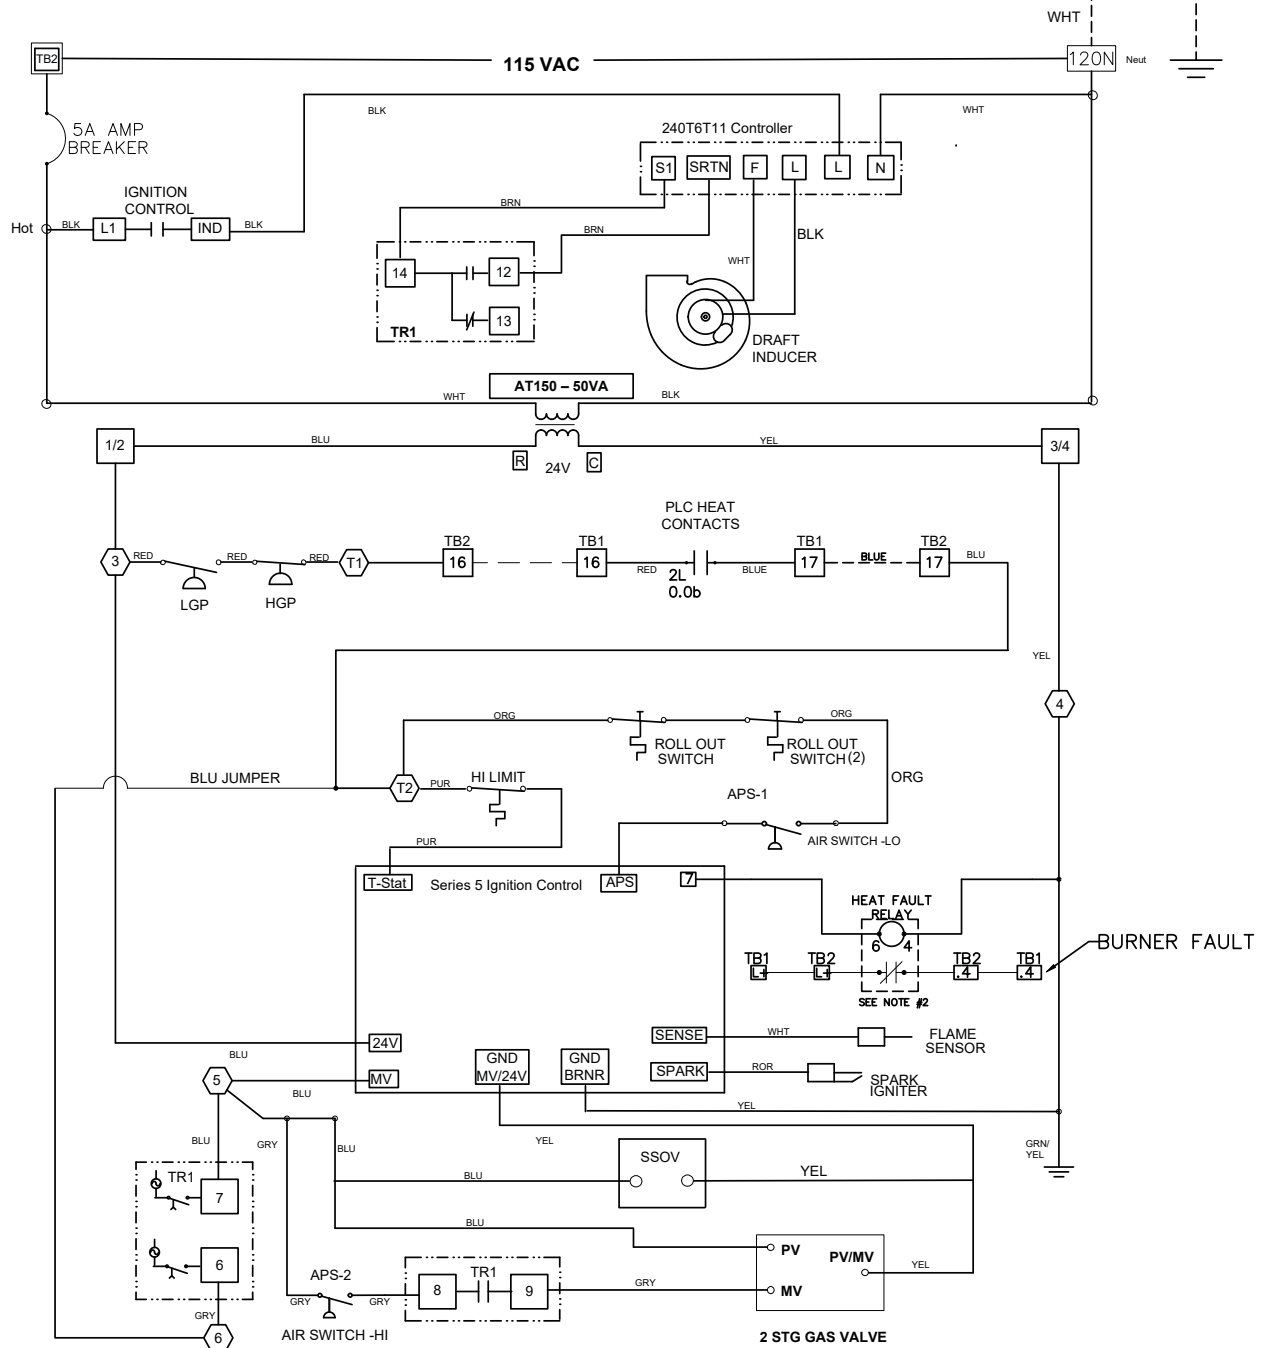 WHT
TB2
115 VAC
120N
Neut
BLK
WHT
5A AMP
BREAKER
240T6T11 Controller
S1
SRTN
F
L
L
N
IGNITION
CONTROL
Hot
BLK
L1
IND
BLK
BRN
BRN
BLK
WHT
14
12
13
TR1
DRAFT
INDUCER
AT150 – 50VA
WHT
BLK
1/2
BLU
YEL
3/4
R
24V
C
PLC HEAT
CONTACTS
3
RED
RED
RED
T1
TB2
16
TB1
16
RED
2L
0.0b
BLUE
TB1
17
BLUE
TB2
17
BLU
LGP
HGP
YEL
4
ORG
ROLL OUT
SWITCH
ROLL OUT
SWITCH(2)
ORG
ORG
BLU JUMPER
T2
PUR
HI LIMIT
APS-1
AIR SWITCH -LO
PUR
T-Stat
Series 5 Ignition Control
APS
7
HEAT FAULT
RELAY
6
4
TB1
L+
TB2
L+
TB2
.4
TB1
.4
BURNER FAULT
SEE NOTE #2
24V
BLU
SENSE
WHT
FLAME
SENSOR
GND
MV/24V
GND
BRNR
SPARK
ROR
SPARK
IGNITER
5
MV
BLU
YEL
BLU
GRY
BLU
YEL
GRN/
YEL
SSOV
TR1
7
BLU
YEL
6
BLU
PV
PV/MV
YEL
MV
APS-2
TR1
8
9
GRY
GRY
GRY
GRY
6
AIR SWITCH -HI
2 STG GAS VALVE